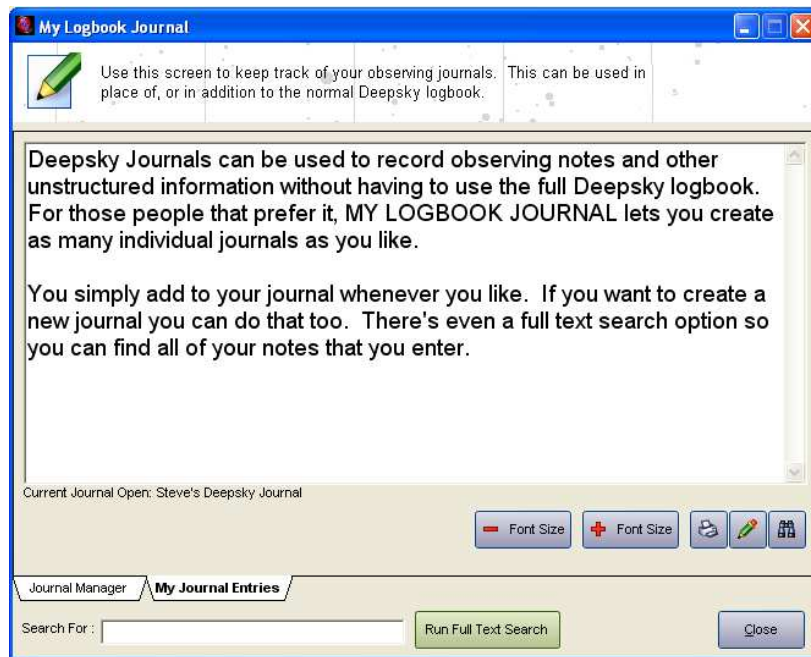 My Logbook Journal
Use this screen to keep track of your observing journals.  This can be used in
place of, or in addition to the normal Deepsky logbook.
Deepsky Journals can be used to record observing notes and other
unstructured information without having to use the full Deepsky logbook.
For those people that prefer it, MY LOGBOOK JOURNAL lets you create
as many individual journals as you like.
You simply add to your journal whenever you like.  If you want to create a
new journal you can do that too.  There's even a full text search option so
you can find all of your notes that you enter.
Current Journal Open: Steve's Deepsky Journal
Font Size
Font Size
Journal Manager
My Journal Entries
Search For :
Run Full Text Search
Close